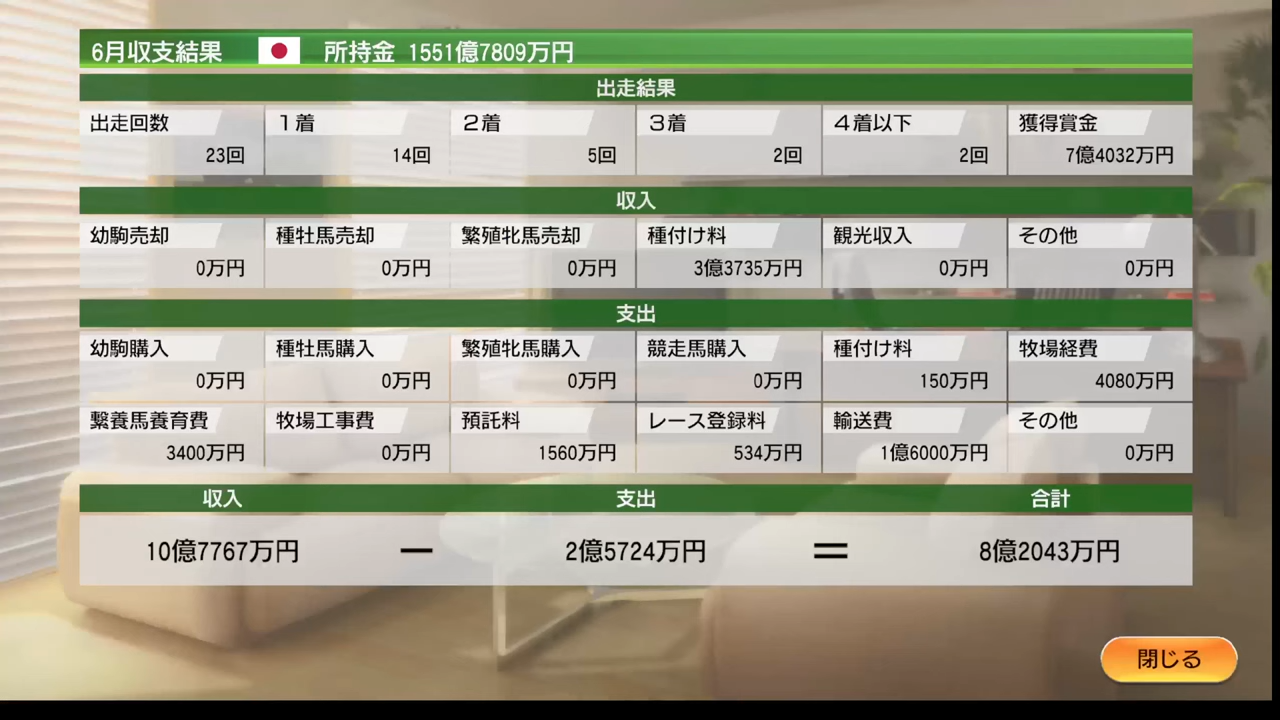 6月収支結果 所持金 1551億7809万円
出走結果
出走回数 1着 2着 3着 4着以下 獲得賞金
23回 14回 5回 2回 2回 7億4032万円
収入
幼駒売却 種牡馬売却 繁殖牝馬売却 種付け料 観光収入 その他
0万円 0万円 0万円 3億3735万円 0万円 0万円
支出
幼駒購入 種牡馬購入 繁殖牝馬購入 競走馬購入 種付け料 牧場経費
0万円 0万円 0万円 0万円 150万円 4080万円
繋養馬養育費 牧場工事費 預託料 レース登録料 輸送費 その他
3400万円 0万円 1560万円 534万円 1億6000万円 0万円
収入 支出 合計
10億7767万円 − 2億5724万円 = 8億2043万円
閉じる